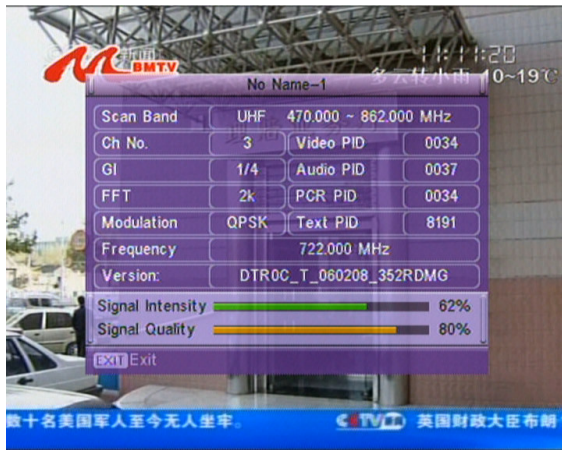 新闻
BMTV
11:11:20
多云转小雨 10~19℃
No Name-1
Scan Band UHF 470.000 ~ 862.000 MHz
Ch No. 3 Video PID 0034
GI 1/4 Audio PID 0037
FFT 2k PCR PID 0034
Modulation QPSK Text PID 8191
Frequency 722.000 MHz
Version: DTR0C_T_060208_352RDMG
Signal Intensity 62%
Signal Quality 80%
EXIT Exit
数十名美国军人至今无人坐牢。 CCTV 英国财政大臣布朗